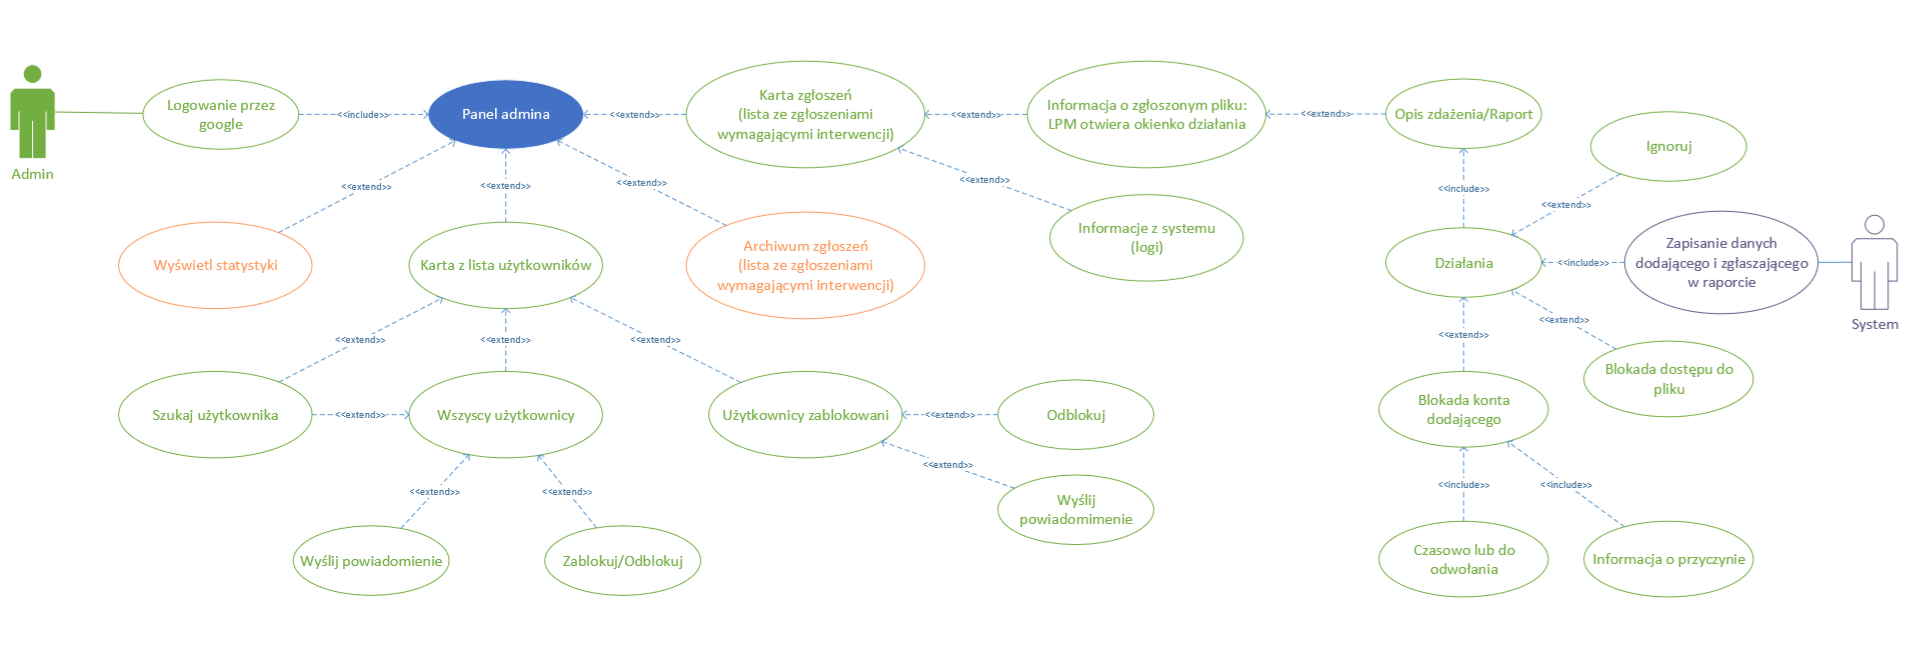 Admin
Logowanie przez
google
<<include>>
Panel admina
<<extend>>
Karta zgłoszeń
(lista ze zgłoszeniami
wymagającymi interwencji)
<<extend>>
Informacja o zgłoszonym pliku:
LPM otwiera okienko działania
<<extend>>
Opis zdażenia/Raport
Ignoruj
<<extend>>
<<extend>>
<<extend>>
<<extend>>
<<include>>
<<extend>>
Wyświetl statystyki
Karta z lista użytkowników
Archiwum zgłoszeń
(lista ze zgłoszeniami
wymagającymi interwencji)
Informacje z systemu
(logi)
Działania
<<include>>
Zapisanie danych
dodającego i zgłaszającego
w raporcie
System
<<extend>>
<<extend>>
<<extend>>
<<extend>>
<<extend>>
Blokada dostępu do
pliku
Szukaj użytkownika
<<extend>>
Wszyscy użytkownicy
Użytkownicy zablokowani
<<extend>>
Odblokuj
Blokada konta
dodającego
<<extend>>
<<extend>>
<<extend>>
<<include>>
<<include>>
Wyślij
powiadomimenie
Wyślij powiadomienie
Zablokuj/Odblokuj
Czasowo lub do
odwołania
Informacja o przyczynie